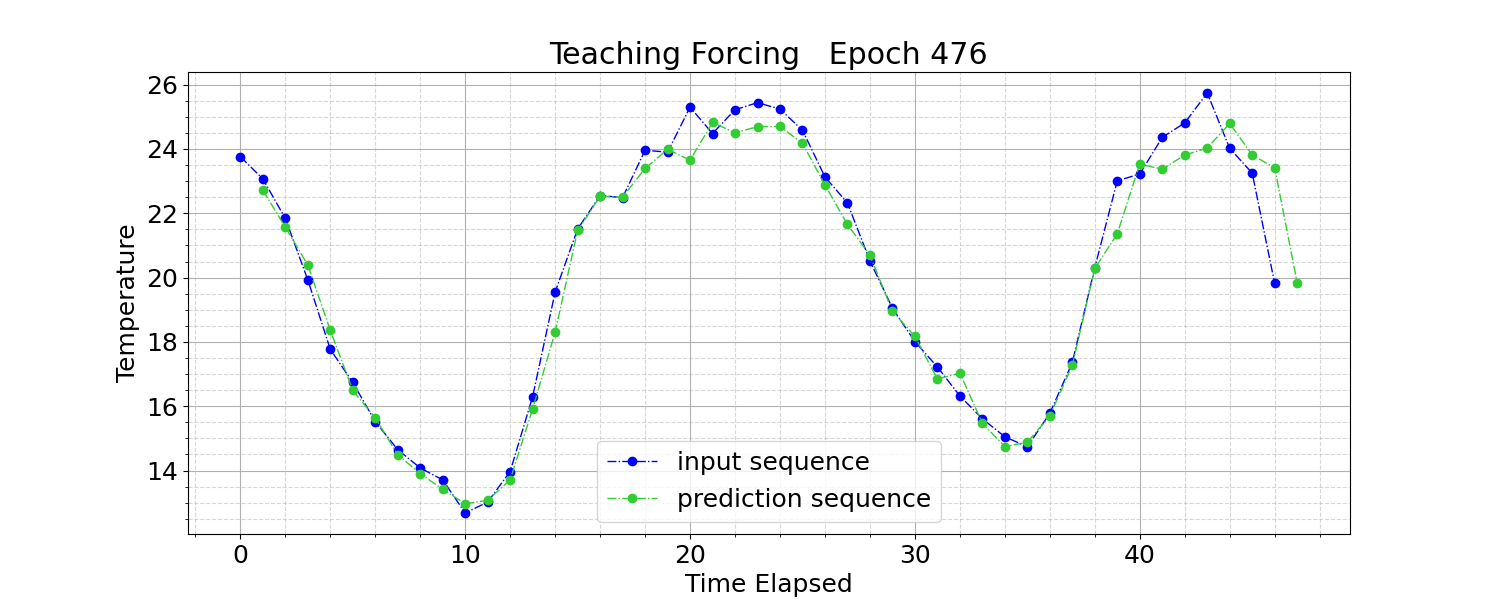 Teaching Forcing   Epoch 476
26
24
22
20
18
16
14
Temperature
input sequence
prediction sequence
0 10 20 30 40
Time Elapsed